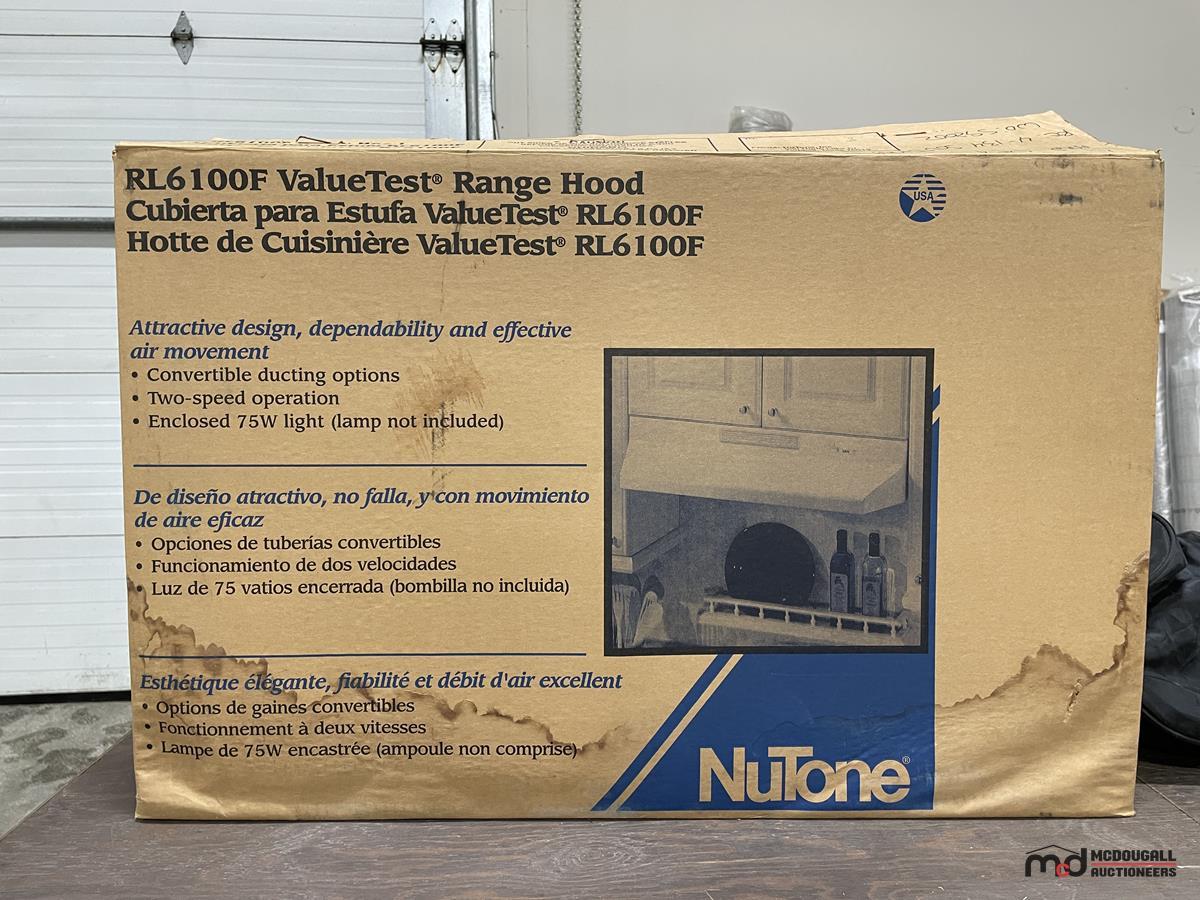 RL6100F ValueTest® Range Hood
Cubierta para Estufa ValueTest® RL6100F
Hotte de Cuisinière ValueTest® RL6100F
USA
Attractive design, dependability and effective
air movement
• Convertible ducting options
• Two-speed operation
• Enclosed 75W light (lamp not included)
De diseño atractivo, no falla, y con movimiento
de aire eficaz
• Opciones de tuberías convertibles
• Funcionamiento de dos velocidades
• Luz de 75 vatios encerrada (bombilla no incluida)
Esthétique élégante, fiabilité et débit d'air excellent
• Options de gaines convertibles
• Fonctionnement à deux vitesses
• Lampe de 75W encastrée (ampoule non comprise)
NuTone®
mcd MCDOUGALL
AUCTIONEERS